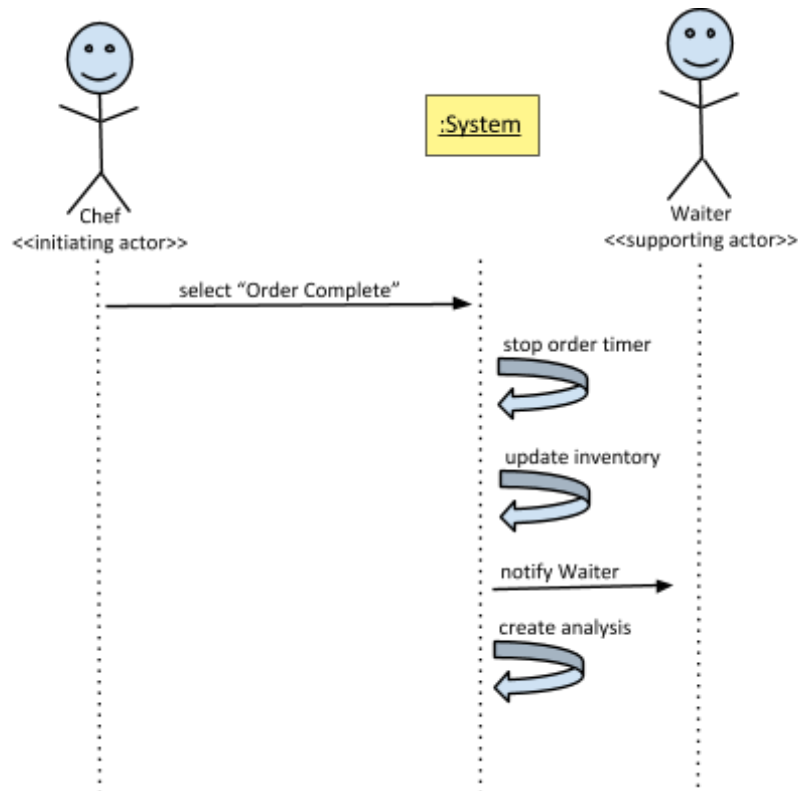 :System
Chef
<<initiating actor>>
Waiter
<<supporting actor>>
select “Order Complete”
stop order timer
update inventory
notify Waiter
create analysis